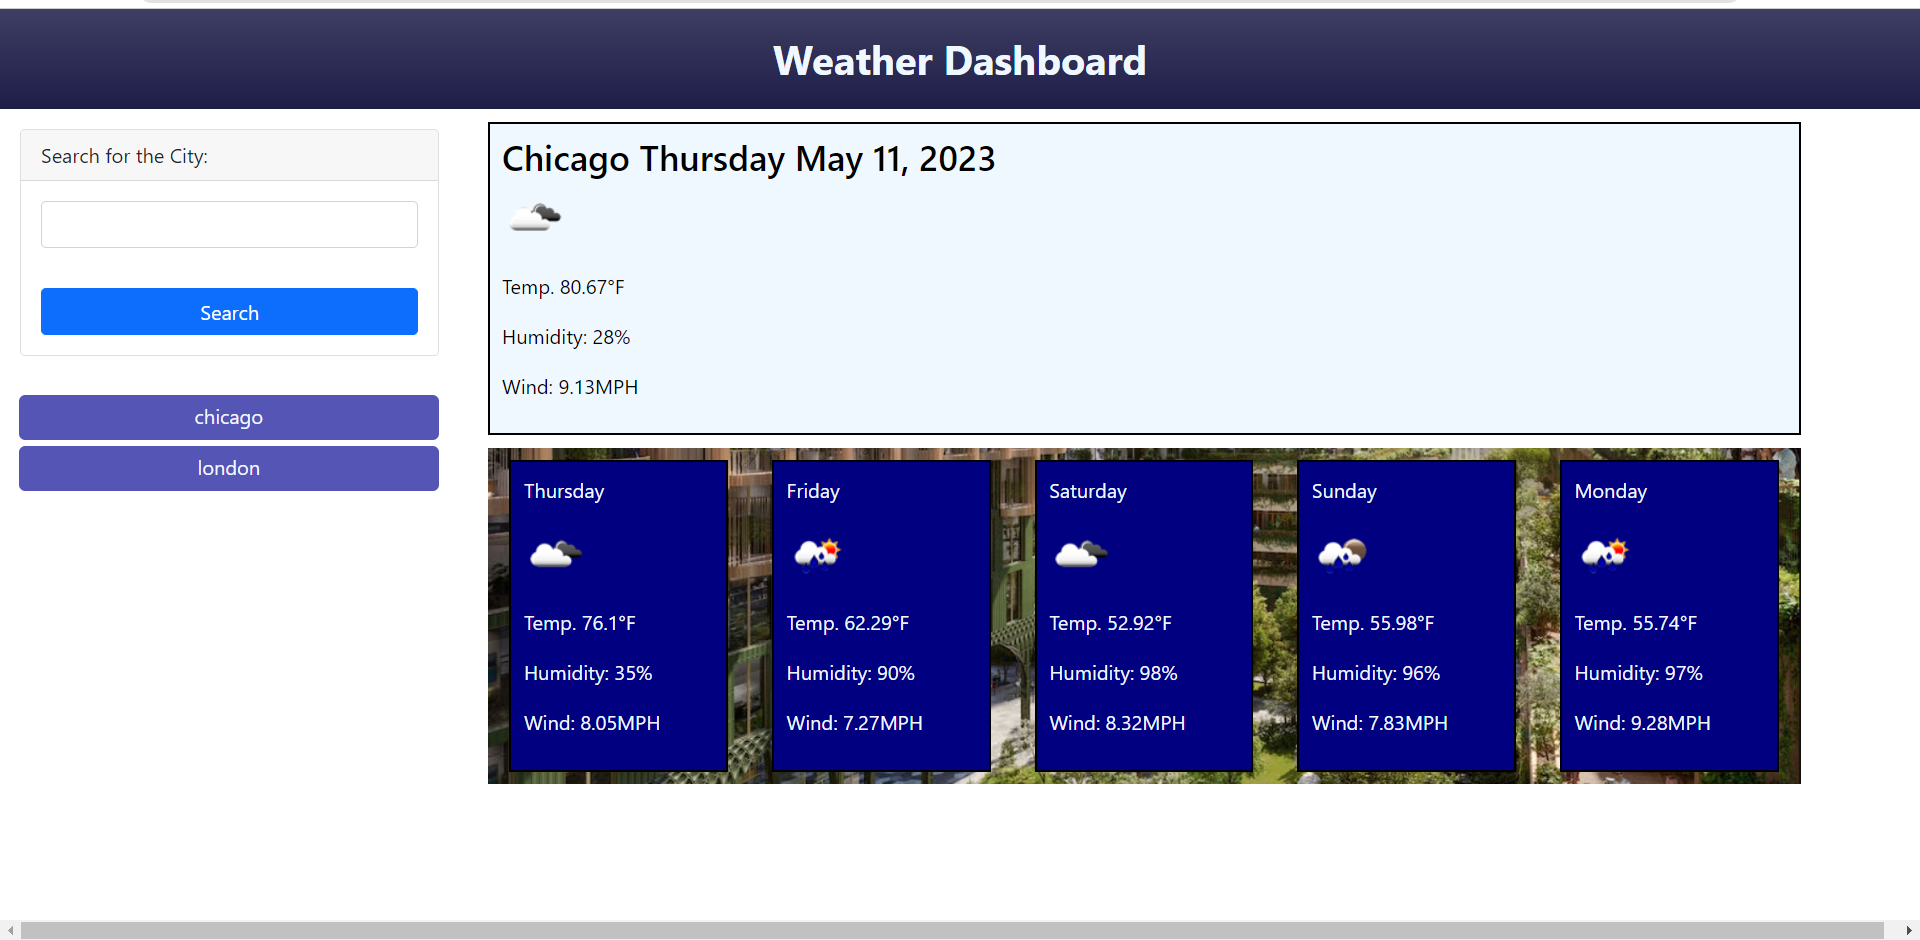 Weather Dashboard
Search for the City:
Search
chicago
london
Chicago Thursday May 11, 2023
Temp. 80.67°F
Humidity: 28%
Wind: 9.13MPH
Thursday
Temp. 76.1°F
Humidity: 35%
Wind: 8.05MPH
Friday
Temp. 62.29°F
Humidity: 90%
Wind: 7.27MPH
Saturday
Temp. 52.92°F
Humidity: 98%
Wind: 8.32MPH
Sunday
Temp. 55.98°F
Humidity: 96%
Wind: 7.83MPH
Monday
Temp. 55.74°F
Humidity: 97%
Wind: 9.28MPH